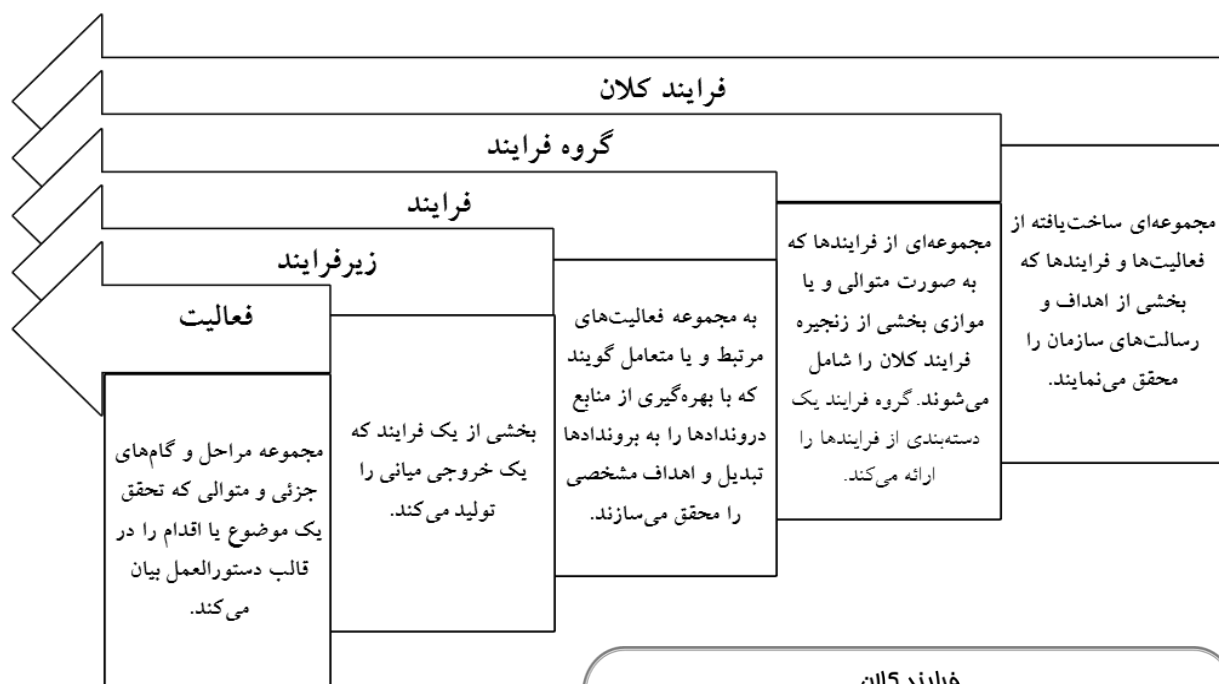 فرایند کلان
گروه فرایند
فرایند
زیرفرایند
فعالیت
مجموعه‌ای ساخت‌یافته از
فعالیت‌ها و فرایندها که
بخشی از اهداف و
رسالت‌های سازمان را
محقق می‌نمایند.
مجموعه‌ای از فرایندها که
به صورت متوالی و یا
موازی بخشی از زنجیره
فرایند کلان را شامل
می‌شوند. گروه فرایند یک
دسته‌بندی از فرایندها را
ارائه می‌کند.
به مجموعه فعالیت‌های
مرتبط و یا متعامل گویند
که با بهره‌گیری از منابع
دروندادها را به بروندادها
تبدیل و اهداف مشخصی
را محقق می‌سازند.
بخشی از یک فرایند که
یک خروجی میانی را
تولید می‌کند.
مجموعه مراحل و گام‌های
جزئی و متوالی که تحقق
یک موضوع یا اقدام را در
قالب دستورالعمل بیان
می‌کند.
فرایند کلان